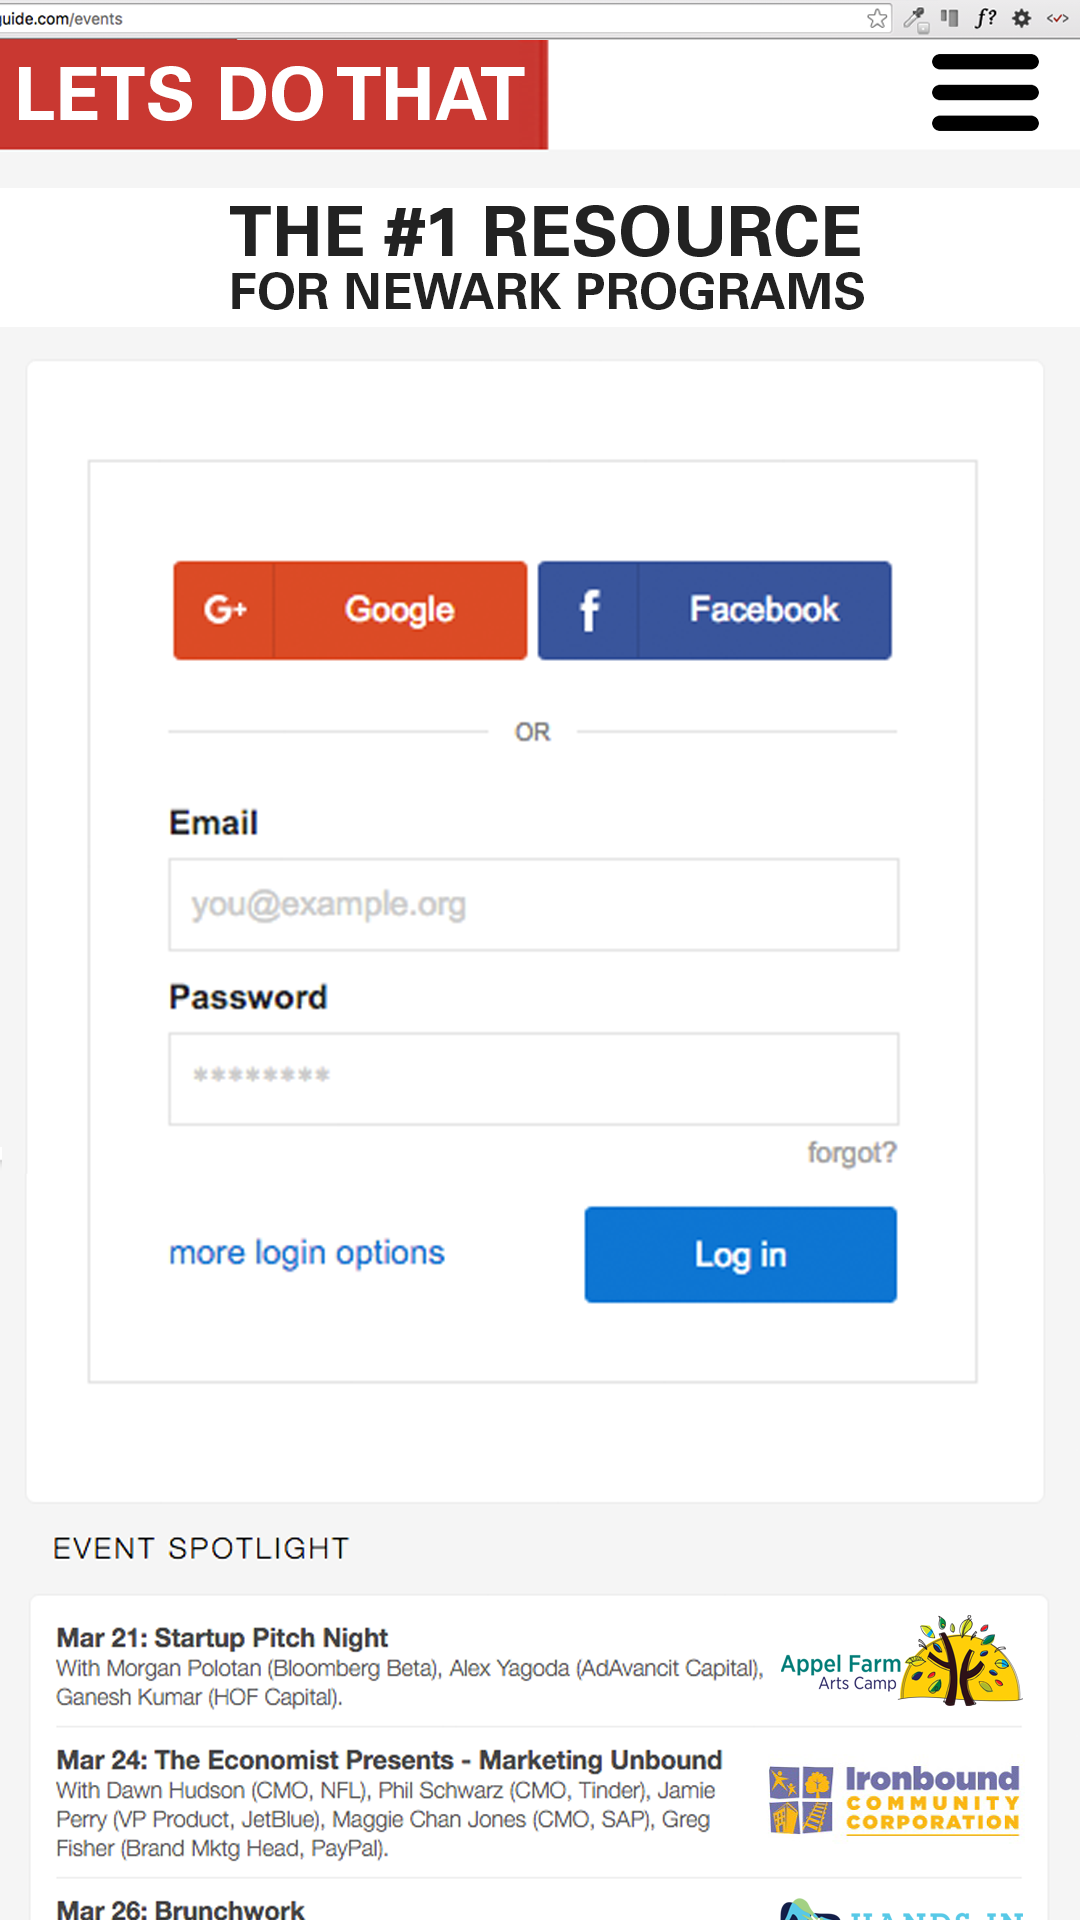 uide.com/events
f?
LETS DO THAT
THE #1 RESOURCE
FOR NEWARK PROGRAMS
G+ Google
f Facebook
OR
Email
you@example.org
Password
********
forgot?
more login options
Log in
EVENT SPOTLIGHT
Mar 21: Startup Pitch Night
With Morgan Polotan (Bloomberg Beta), Alex Yagoda (AdAvancit Capital),
Ganesh Kumar (HOF Capital).
Appel Farm
Arts Camp
Mar 24: The Economist Presents - Marketing Unbound
With Dawn Hudson (CMO, NFL), Phil Schwarz (CMO, Tinder), Jamie
Perry (VP Product, JetBlue), Maggie Chan Jones (CMO, SAP), Greg
Fisher (Brand Mktg Head, PayPal).
Ironbound
COMMUNITY
CORPORATION
Mar 26: Brunchwork
HANDS IN